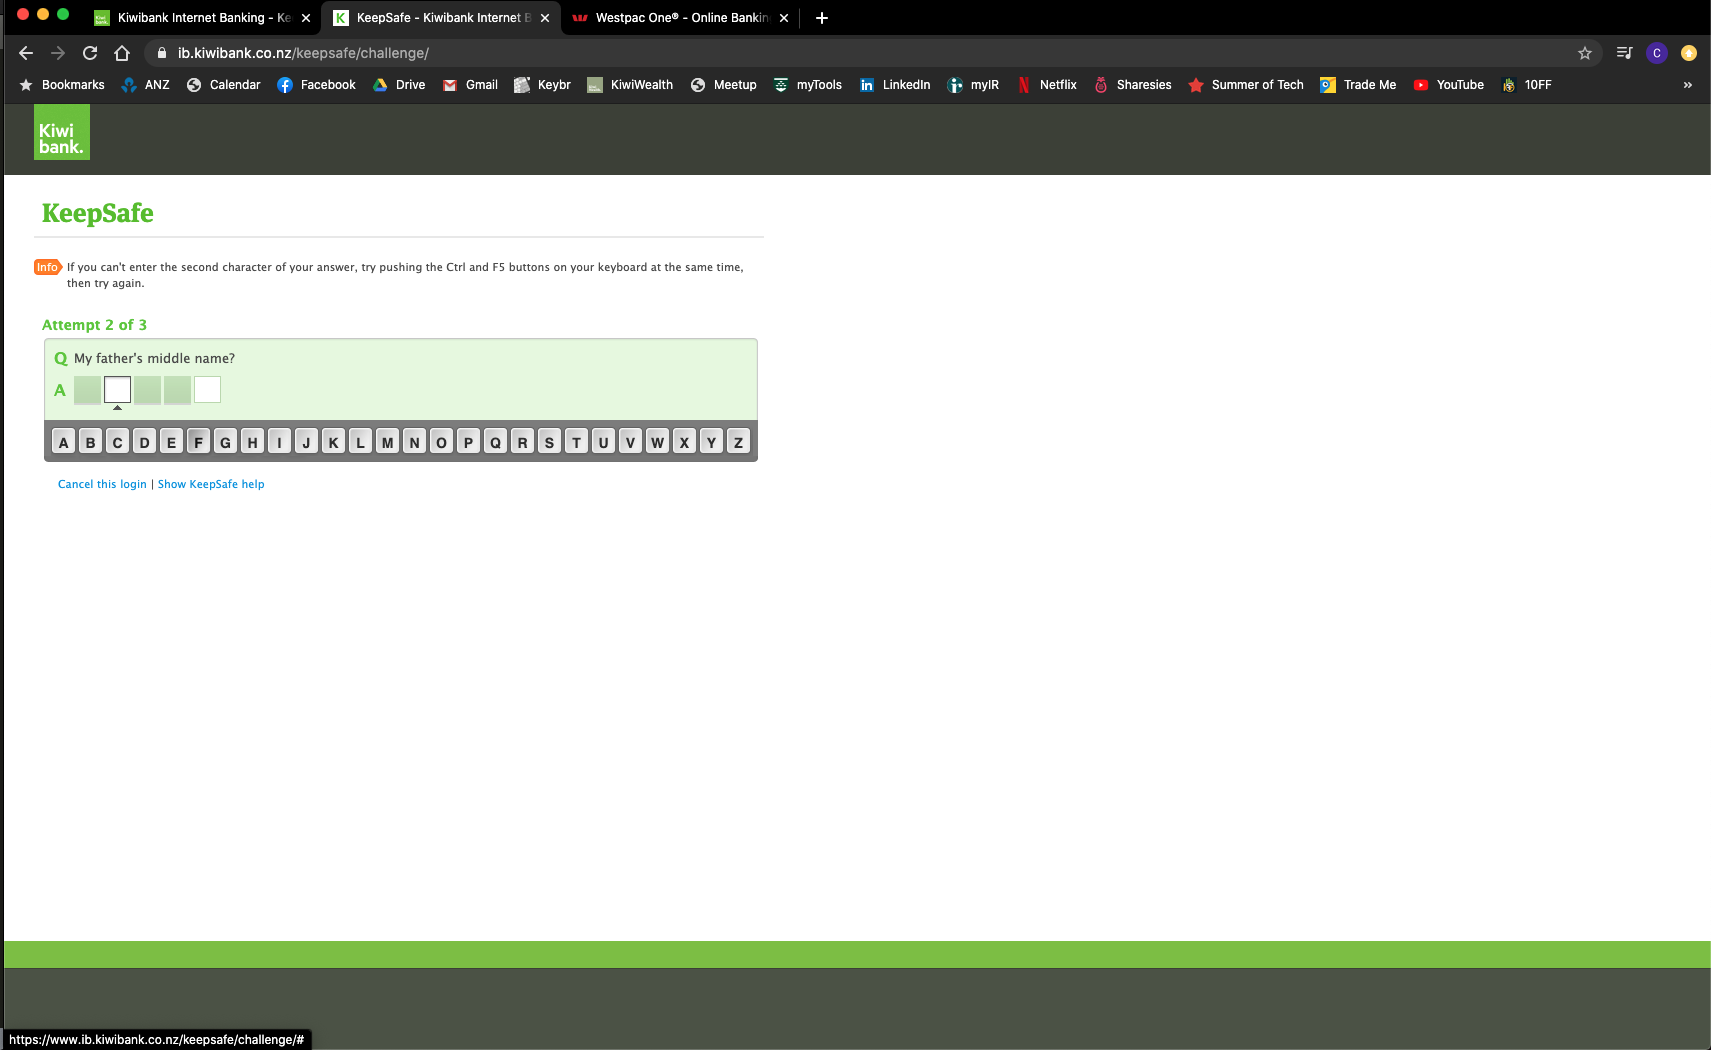 Kiwibank Internet Banking - Ke
KeepSafe - Kiwibank Internet B
Westpac One® - Online Bankin
ib.kiwibank.co.nz/keepsafe/challenge/
C
Bookmarks ANZ Calendar Facebook Drive Gmail Keybr KiwiWealth Meetup myTools LinkedIn myIR Netflix Sharesies Summer of Tech Trade Me YouTube 10FF »
Kiwi
bank.
KeepSafe
Info If you can't enter the second character of your answer, try pushing the Ctrl and F5 buttons on your keyboard at the same time,
then try again.
Attempt 2 of 3
Q My father's middle name?
A
A B C D E F G H I J K L M N O P Q R S T U V W X Y Z
Cancel this login | Show KeepSafe help
https://www.ib.kiwibank.co.nz/keepsafe/challenge/#